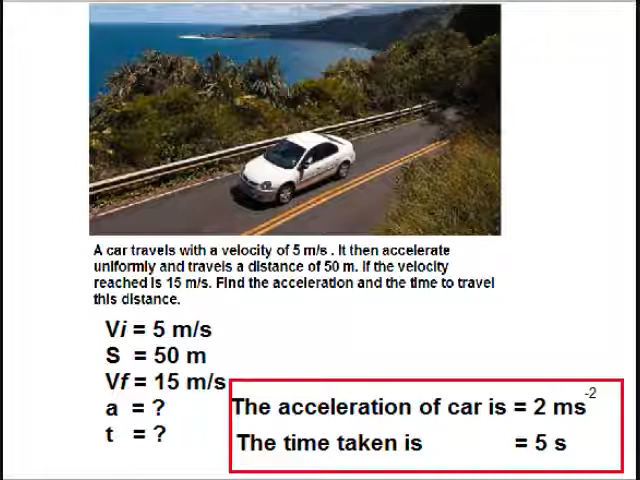 A car travels with a velocity of 5 m/s . It then accelerate
uniformly and travels a distance of 50 m. If the velocity
reached is 15 m/s. Find the acceleration and the time to travel
this distance.
Vi = 5 m/s
S = 50 m
Vf = 15 m/s
a = ?
t = ?
The acceleration of car is = 2 ms⁻²
The time taken is = 5 s